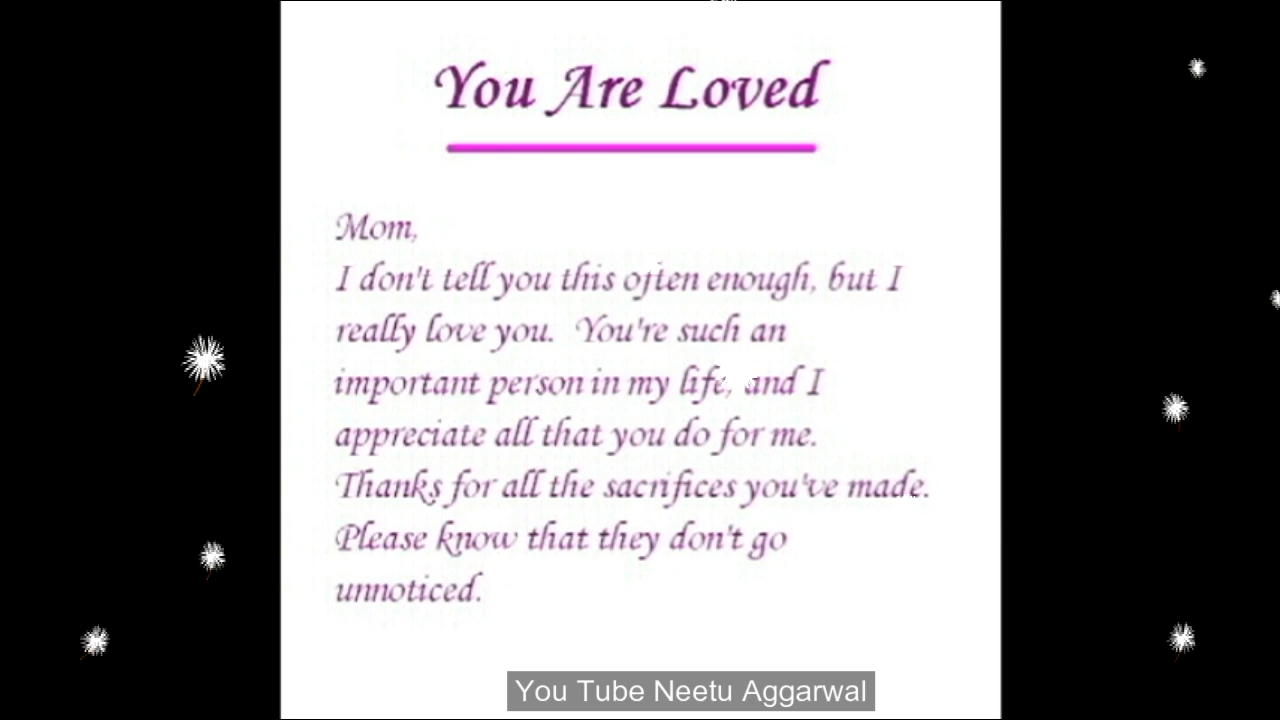 You Are Loved
Mom,
I don't tell you this often enough, but I
really love you. You're such an
important person in my life, and I
appreciate all that you do for me.
Thanks for all the sacrifices you've made.
Please know that they don't go
unnoticed.
You Tube Neetu Aggarwal